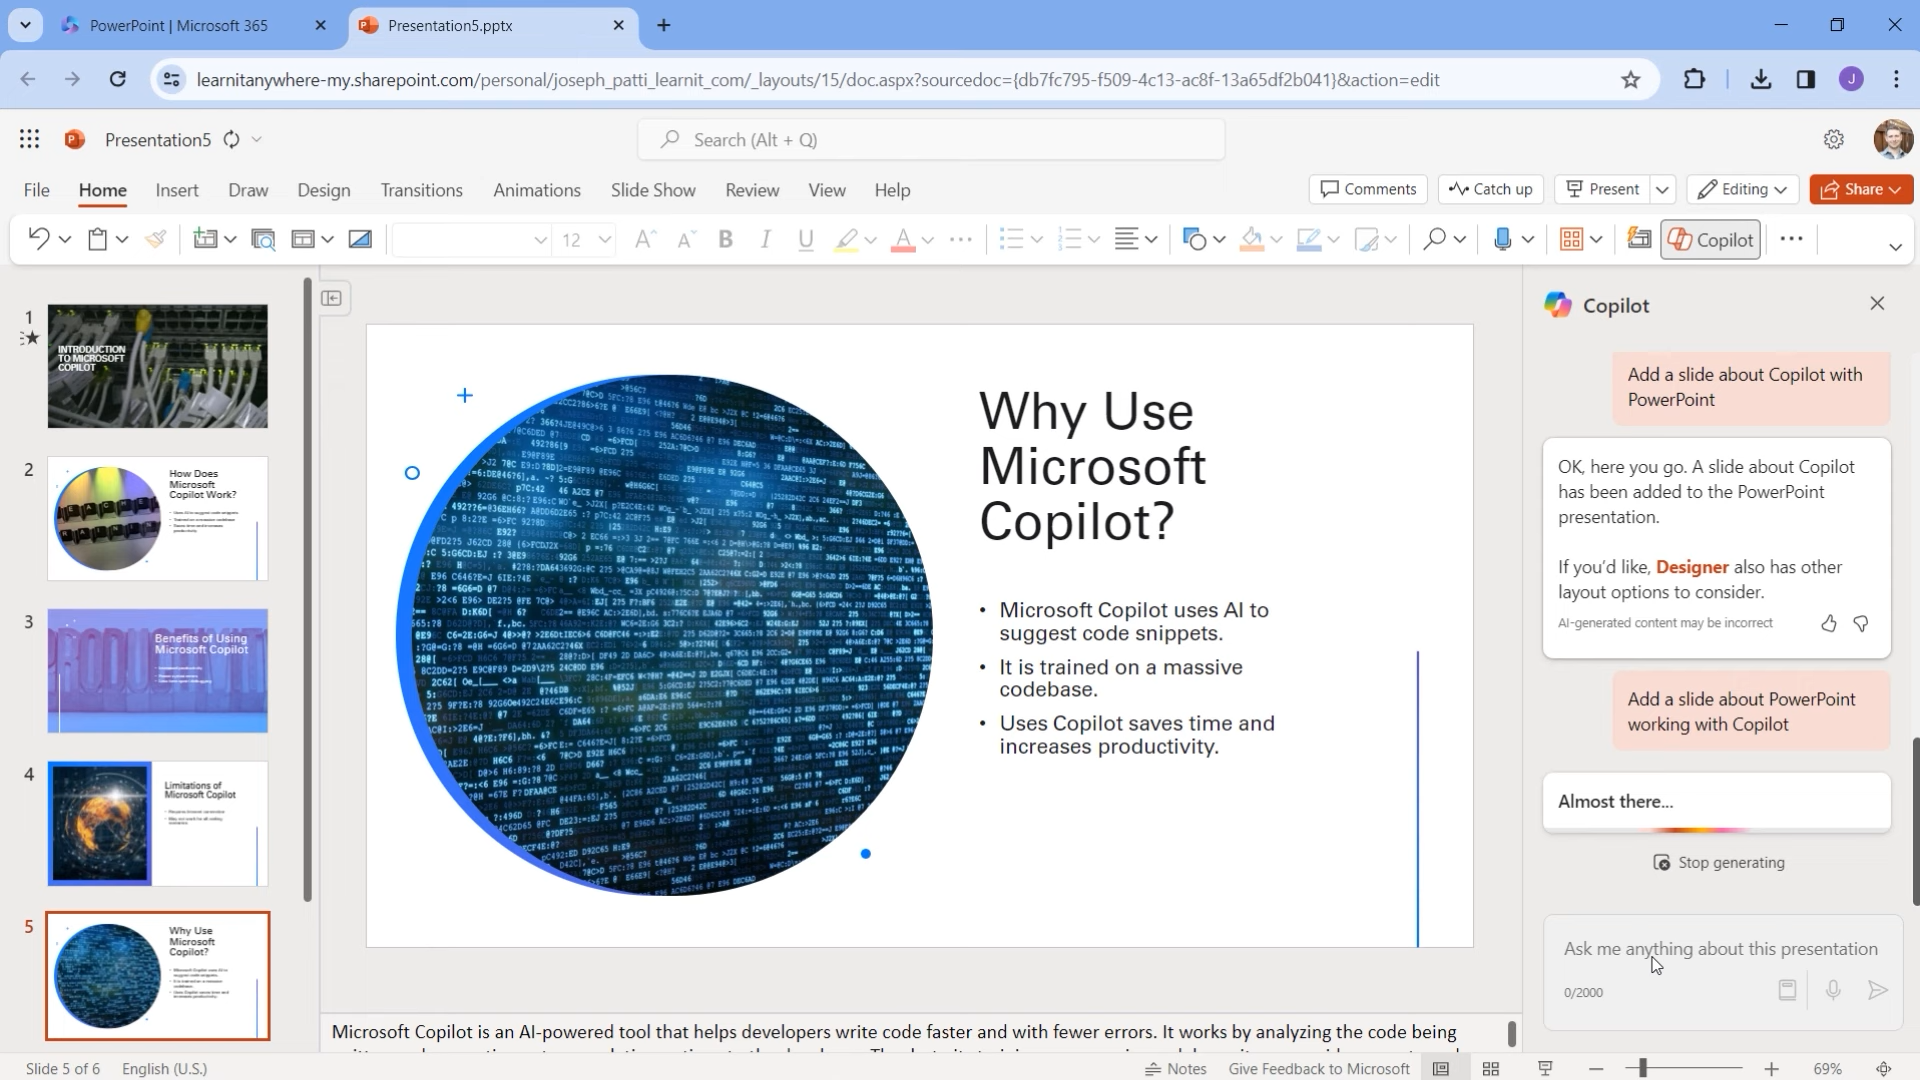 PowerPoint | Microsoft 365
Presentation5.pptx
learnitanywhere-my.sharepoint.com/personal/joseph_patti_learnit_com/_layouts/15/doc.aspx?sourcedoc={db7fc795-f509-4c13-ac8f-13a65df2b041}&action=edit
J
Presentation5
Search (Alt + Q)
File Home Insert Draw Design Transitions Animations Slide Show Review View Help
Comments Catch up Present Editing Share
12
Copilot
1
INTRODUCTION
TO MICROSOFT
COPILOT
2
How Does
Microsoft
Copilot Work?
3
Benefits of Using
Microsoft Copilot
4
Limitations of
Microsoft Copilot
5
Why Use
Microsoft
Copilot?
Why Use
Microsoft
Copilot?
• Microsoft Copilot uses AI to
suggest code snippets.
• It is trained on a massive
codebase.
• Uses Copilot saves time and
increases productivity.
Microsoft Copilot is an AI-powered tool that helps developers write code faster and with fewer errors. It works by analyzing the code being
Copilot
Add a slide about Copilot with
PowerPoint
OK, here you go. A slide about Copilot
has been added to the PowerPoint
presentation.
If you'd like, Designer also has other
layout options to consider.
AI-generated content may be incorrect
Add a slide about PowerPoint
working with Copilot
Almost there...
Stop generating
Ask me anything about this presentation
0/2000
Slide 5 of 6 English (U.S.)
Notes Give Feedback to Microsoft 69%